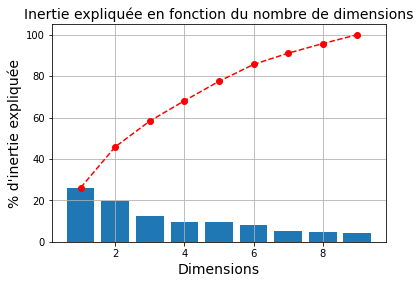 Inertie expliquée en fonction du nombre de dimensions
100
80
60
40
20
0
% d'inertie expliquée
2 4 6 8
Dimensions